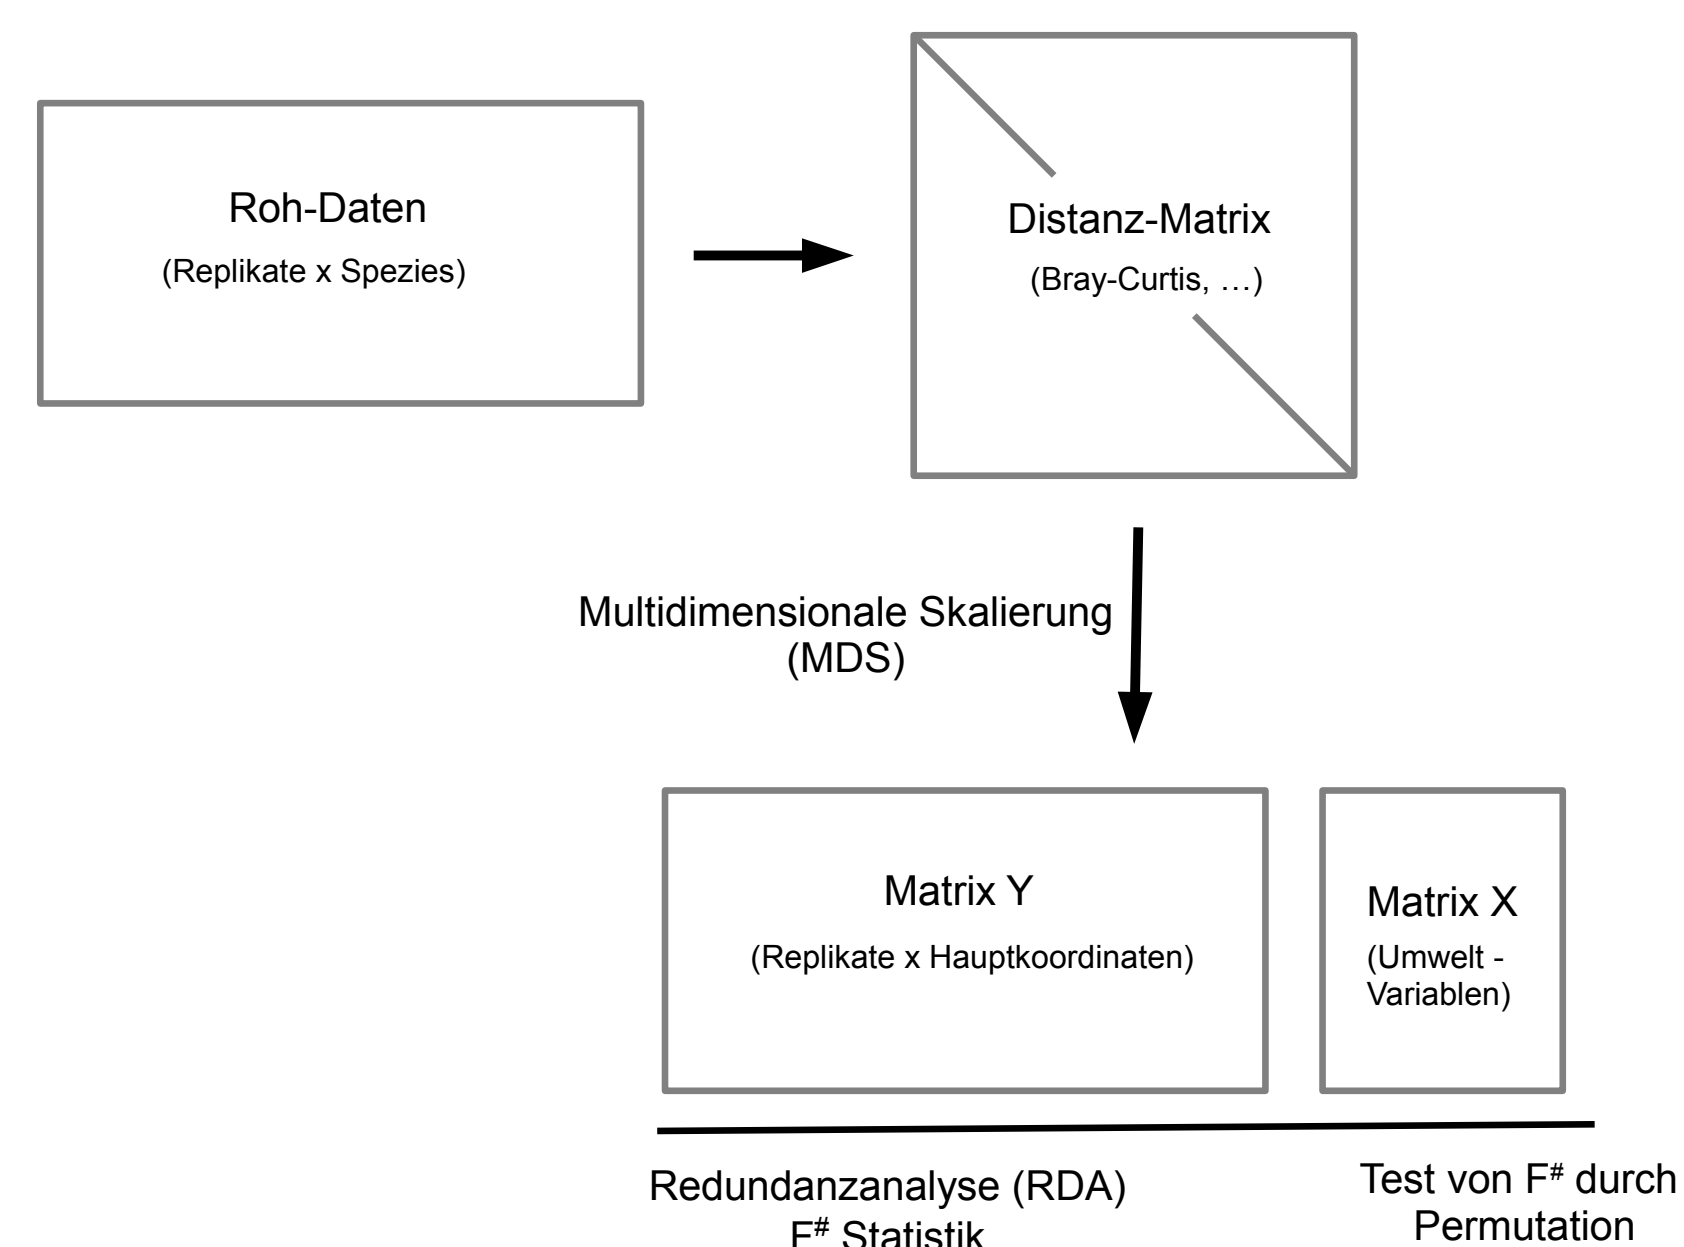 Roh-Daten
(Replikate x Spezies)
Distanz-Matrix
(Bray-Curtis, …)
Multidimensionale Skalierung
(MDS)
Matrix Y
(Replikate x Hauptkoordinaten)
Matrix X
(Umwelt -
Variablen)
Redundanzanalyse (RDA)
F# Statistik
Test von F# durch
Permutation